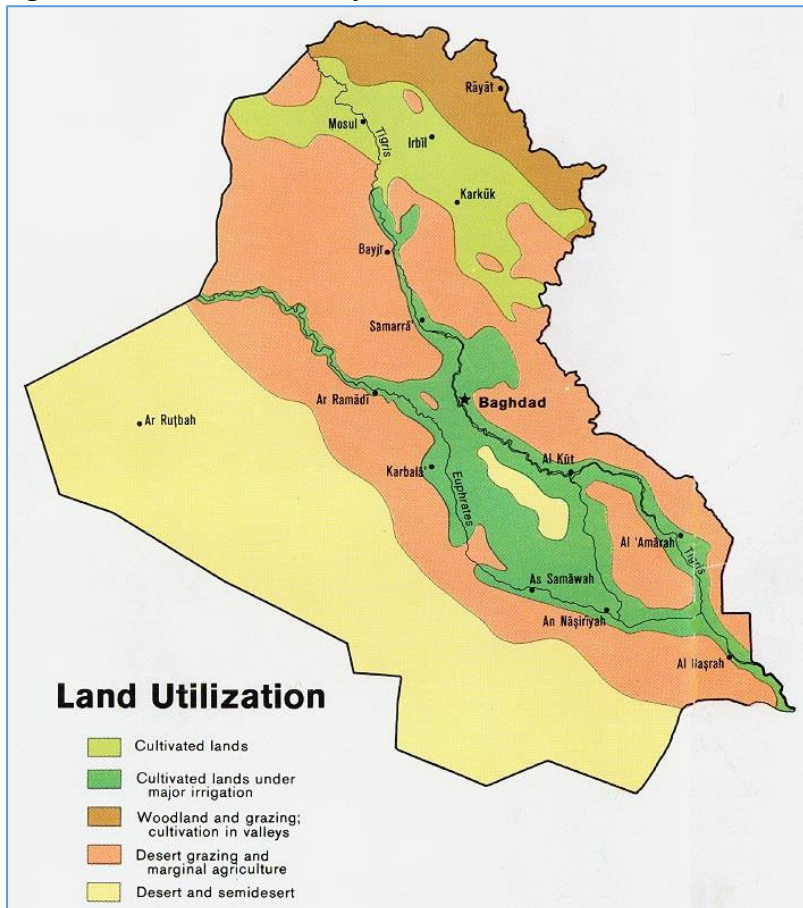 Rāyāt
Mosul
Tigris
Irbīl
Karkūk
Bayjī
Sāmarrā'
Ar Ramādī
Baghdad
Ar Ruṭbah
Karbalā'
Euphrates
Al Kūt
Al 'Amārah
Tigris
As Samāwah
An Nāṣirīyah
Al Başrah
Land Utilization
Cultivated lands
Cultivated lands under
major irrigation
Woodland and grazing;
cultivation in valleys
Desert grazing and
marginal agriculture
Desert and semidesert